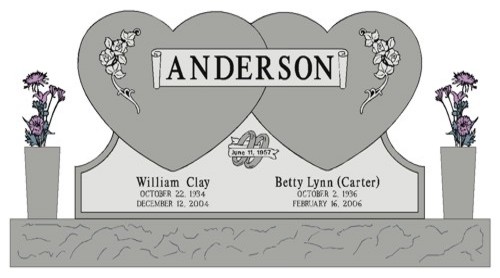 ANDERSON
June 11, 1957
William Clay
OCTOBER 22, 1934
DECEMBER 12, 2004
Betty Lynn (Carter)
OCTOBER 2, 1936
FEBRUARY 16, 2006